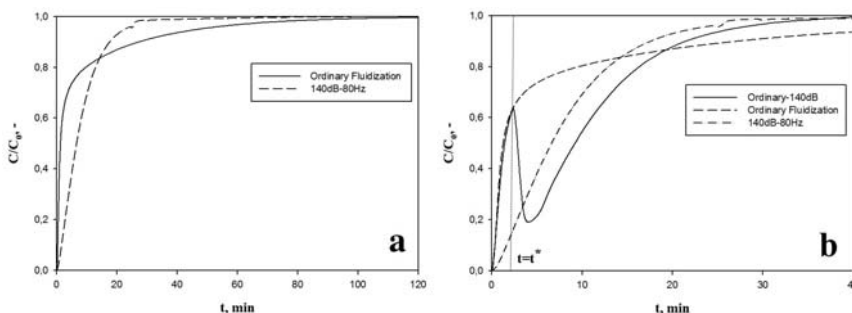 1,0
0,8
0,6
0,4
0,2
0,0
C/C₀, -
Ordinary Fluidization
140dB-80Hz
a
0 20 40 60 80 100 120
t, min
1,0
0,8
0,6
0,4
0,2
0,0
C/C₀, -
Ordinary-140dB
Ordinary Fluidization
140dB-80Hz
t=t*
b
0 10 20 30 40
t, min